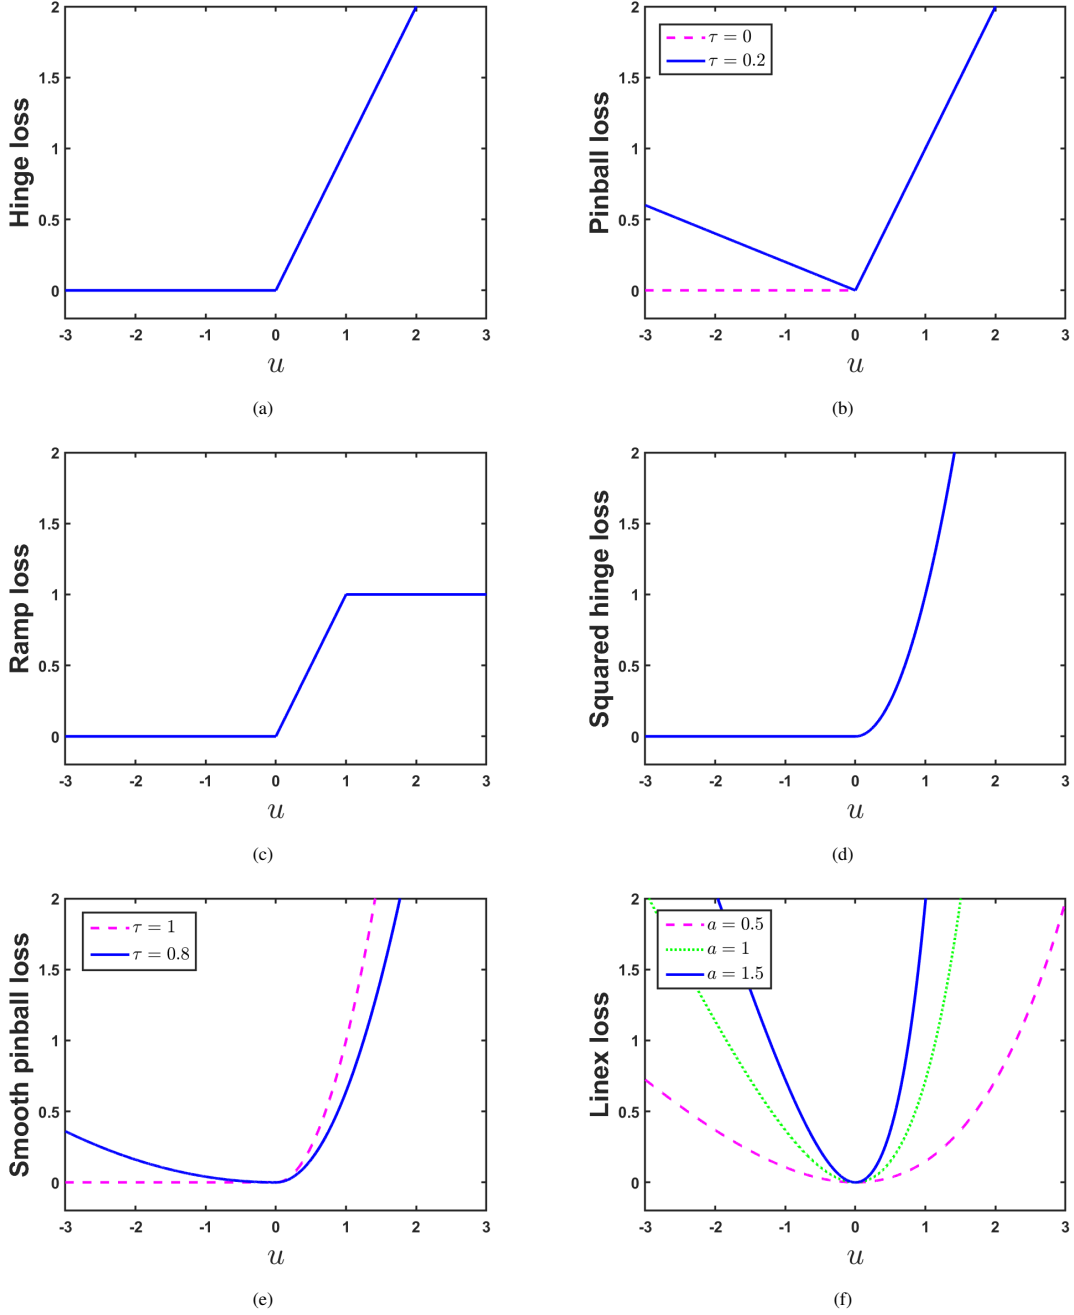 Hinge loss
2
1.5
1
0.5
0
-3 -2 -1 0 1 2 3
u
(a)
Pinball loss
2
1.5
1
0.5
0
τ = 0
τ = 0.2
-3 -2 -1 0 1 2 3
u
(b)
Ramp loss
2
1.5
1
0.5
0
-3 -2 -1 0 1 2 3
u
(c)
Squared hinge loss
2
1.5
1
0.5
0
-3 -2 -1 0 1 2 3
u
(d)
Smooth pinball loss
2
1.5
1
0.5
0
τ = 1
τ = 0.8
-3 -2 -1 0 1 2 3
u
(e)
Linex loss
2
1.5
1
0.5
0
a = 0.5
a = 1
a = 1.5
-3 -2 -1 0 1 2 3
u
(f)